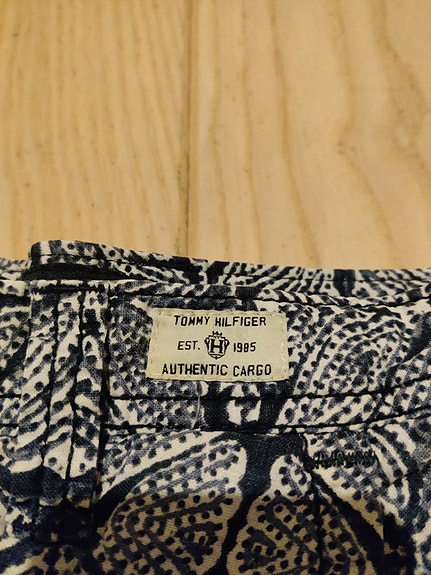 TOMMY HILFIGER
EST. H 1985
AUTHENTIC CARGO